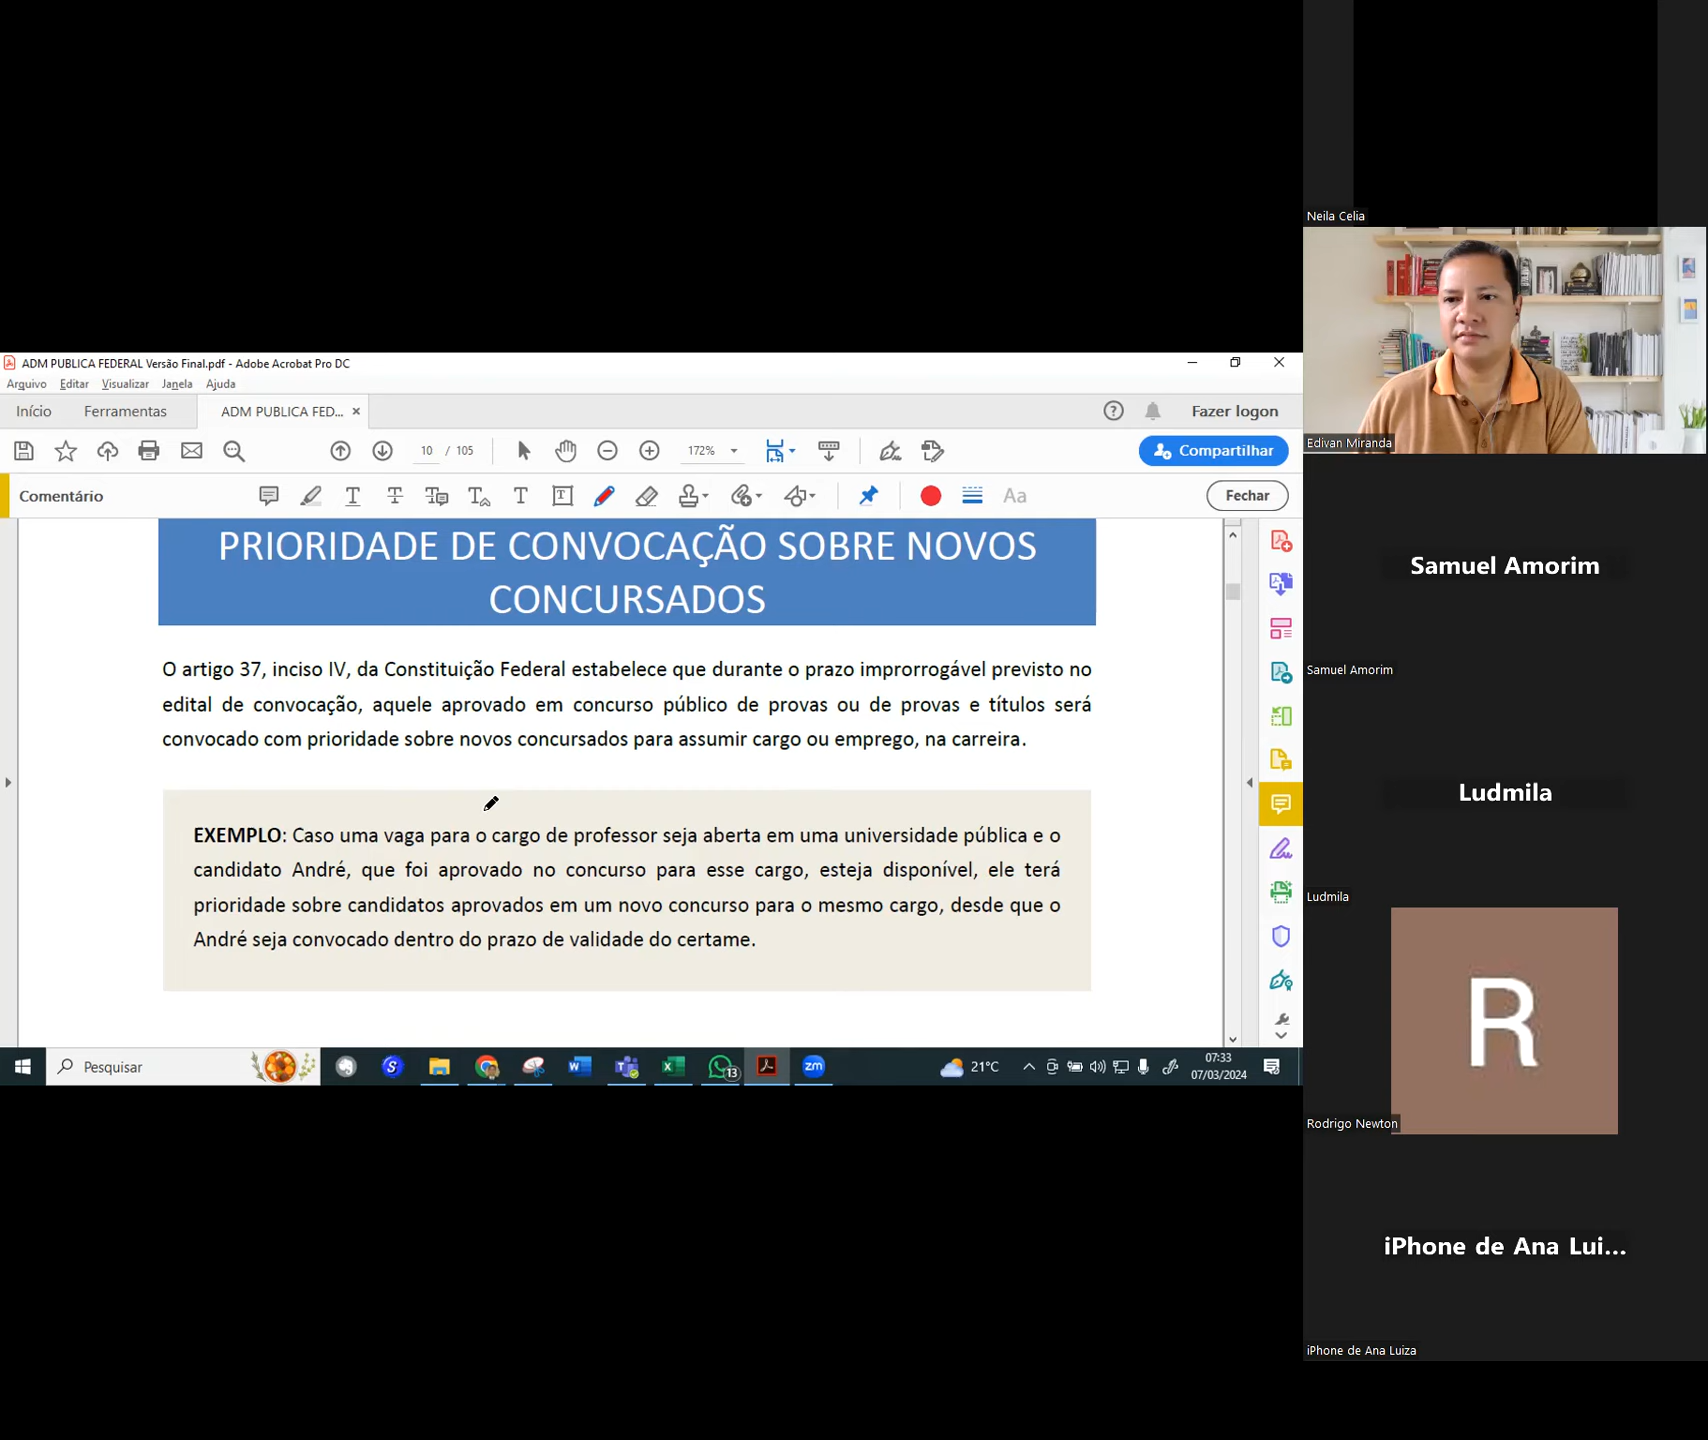 Neila Celia
Edivan Miranda
ADM PUBLICA FEDERAL Versão Final.pdf - Adobe Acrobat Pro DC
Arquivo Editar Visualizar Janela Ajuda
Início Ferramentas ADM PUBLICA FED... × Fazer logon
10 / 105 172% Compartilhar
Comentário Aa Fechar
PRIORIDADE DE CONVOCAÇÃO SOBRE NOVOS
CONCURSADOS
O artigo 37, inciso IV, da Constituição Federal estabelece que durante o prazo improrrogável previsto no
edital de convocação, aquele aprovado em concurso público de provas ou de provas e títulos será
convocado com prioridade sobre novos concursados para assumir cargo ou emprego, na carreira.
EXEMPLO: Caso uma vaga para o cargo de professor seja aberta em uma universidade pública e o
candidato André, que foi aprovado no concurso para esse cargo, esteja disponível, ele terá
prioridade sobre candidatos aprovados em um novo concurso para o mesmo cargo, desde que o
André seja convocado dentro do prazo de validade do certame.
Pesquisar 13 zm 21°C 07:33
07/03/2024
Samuel Amorim
Samuel Amorim
Ludmila
Ludmila
R
Rodrigo Newton
iPhone de Ana Lui...
iPhone de Ana Luiza